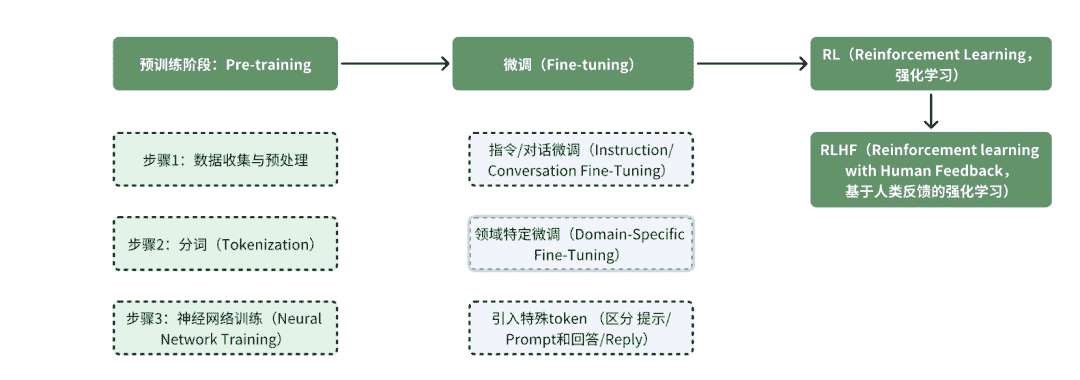 预训练阶段：Pre-training
步骤1：数据收集与预处理
步骤2：分词（Tokenization）
步骤3：神经网络训练（Neural
Network Training）
微调（Fine-tuning）
指令/对话微调（Instruction/
Conversation Fine-Tuning）
领域特定微调（Domain-Specific
Fine-Tuning）
引入特殊token （区分 提示/
Prompt和回答/Reply）
RL（Reinforcement Learning，
强化学习）
RLHF（Reinforcement learning
with Human Feedback，
基于人类反馈的强化学习）